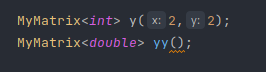 MyMatrix<int> y( x: 2, y: 2);
MyMatrix<double> yy();